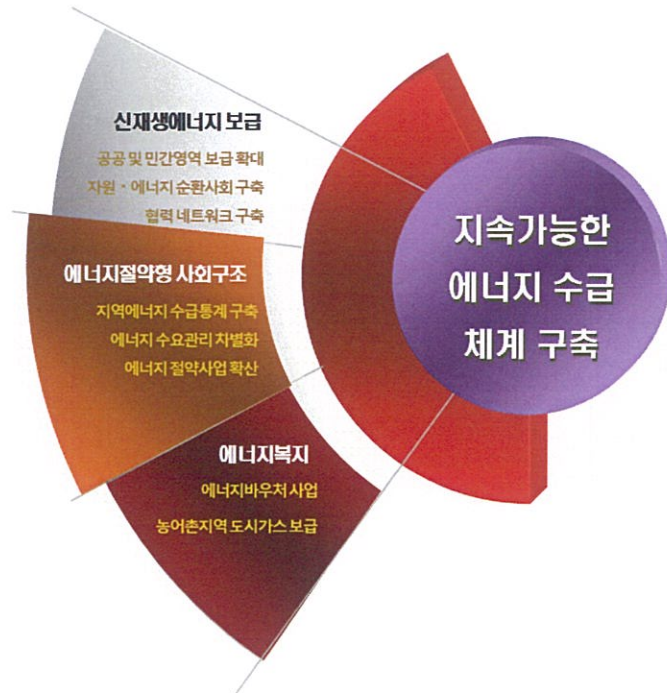 신재생에너지 보급
공공 및 민간영역 보급 확대
자원 · 에너지 순환사회 구축
협력 네트워크 구축
에너지절약형 사회구조
지역에너지 수급통계 구축
에너지 수요관리 차별화
에너지 절약사업 확산
에너지복지
에너지바우처 사업
농어촌지역 도시가스 보급
지속가능한
에너지 수급
체계 구축